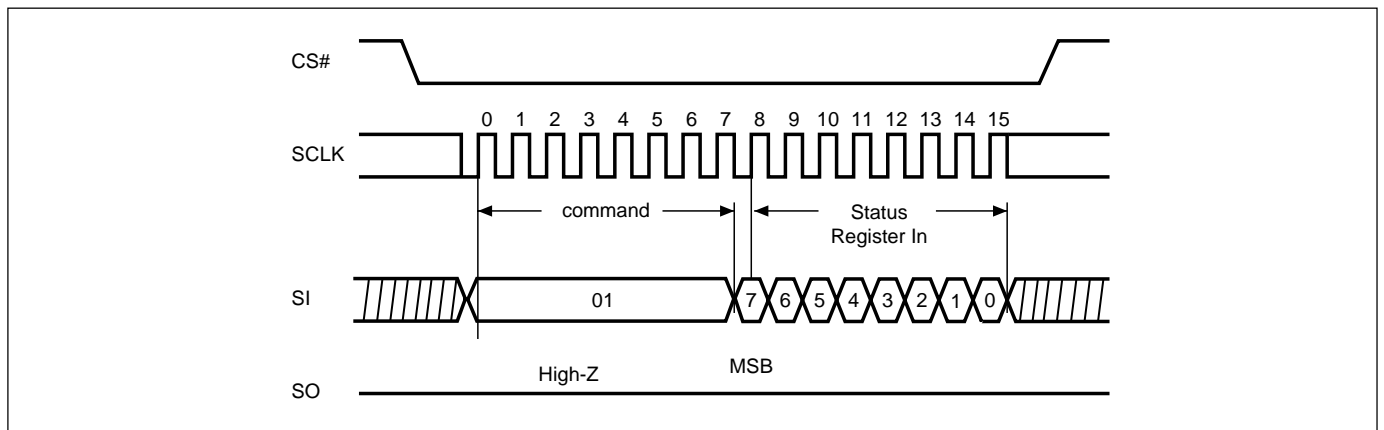 CS#
0 1 2 3 4 5 6 7 8 9 10 11 12 13 14 15
SCLK
command
Status
Register In
SI
01
7 6 5 4 3 2 1 0
MSB
High-Z
SO